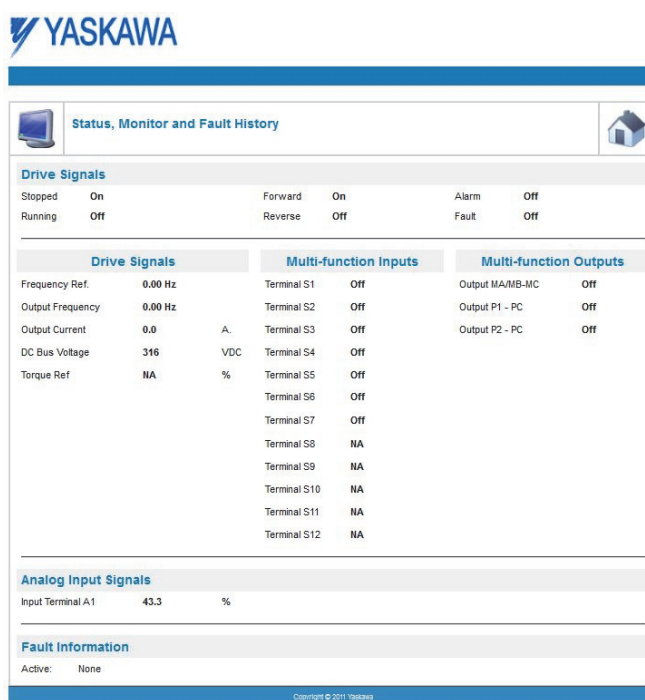 YASKAWA
Status, Monitor and Fault History
Drive Signals
Stopped On Forward On Alarm Off
Running Off Reverse Off Fault Off
Drive Signals Multi-function Inputs Multi-function Outputs
Frequency Ref. 0.00 Hz Terminal S1 Off Output MA/MB-MC Off
Output Frequency 0.00 Hz Terminal S2 Off Output P1 - PC Off
Output Current 0.0 A. Terminal S3 Off Output P2 - PC Off
DC Bus Voltage 316 VDC Terminal S4 Off
Torque Ref NA % Terminal S5 Off
Terminal S6 Off
Terminal S7 Off
Terminal S8 NA
Terminal S9 NA
Terminal S10 NA
Terminal S11 NA
Terminal S12 NA
Analog Input Signals
Input Terminal A1 43.3 %
Fault Information
Active: None
Copyright © 2011 Yaskawa